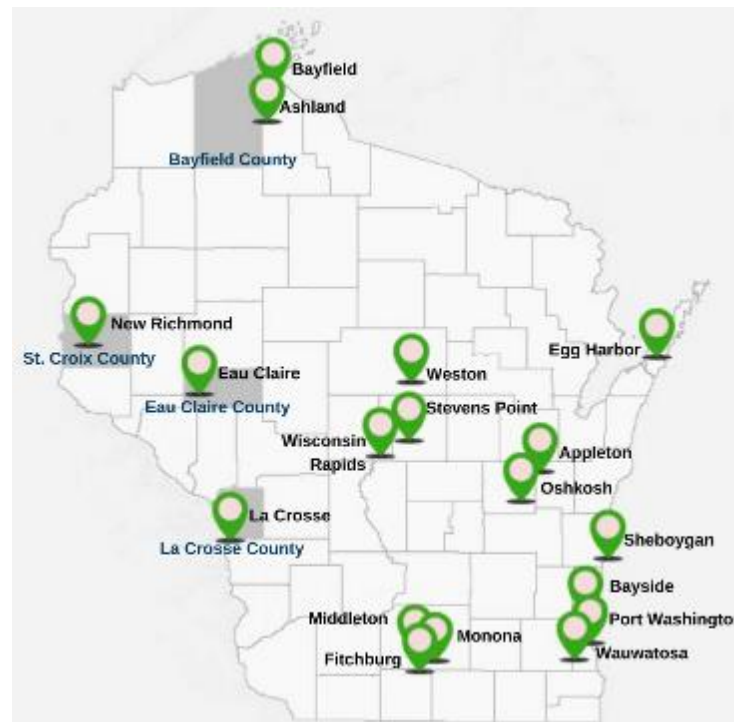 Bayfield
Ashland
Bayfield County
New Richmond
St. Croix County
Egg Harbor
Eau Claire
Weston
Eau Claire County
Stevens Point
Wisconsin
Rapids
Appleton
Oshkosh
La Crosse
La Crosse County
Sheboygan
Bayside
Middleton
Port Washingto
Monona
Fitchburg
Wauwatosa